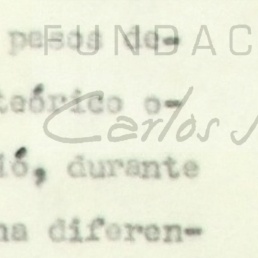 FUNDAC
pesos de-
teórico o-
Carlos J
ió, durante
na diferen-